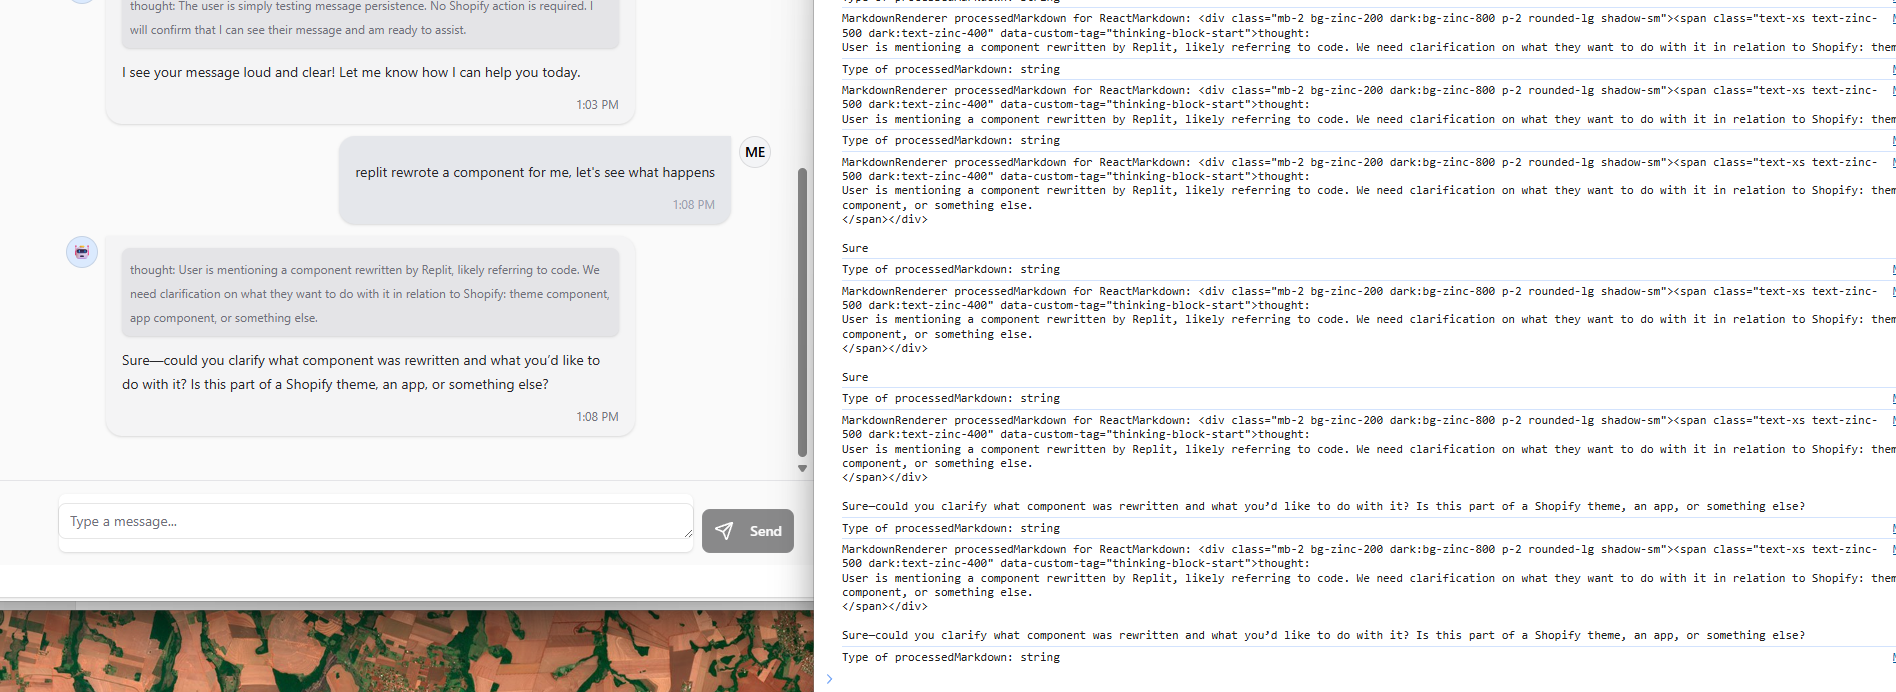 thought: The user is simply testing message persistence. No Shopify action is required. I
will confirm that I can see their message and am ready to assist.
I see your message loud and clear! Let me know how I can help you today.
1:03 PM
ME
replit rewrote a component for me, let's see what happens
1:08 PM
thought: User is mentioning a component rewritten by Replit, likely referring to code. We
need clarification on what they want to do with it in relation to Shopify: theme component,
app component, or something else.
Sure—could you clarify what component was rewritten and what you’d like to
do with it? Is this part of a Shopify theme, an app, or something else?
1:08 PM
Type a message...
Send
MarkdownRenderer processedMarkdown for ReactMarkdown: <div class="mb-2 bg-zinc-200 dark:bg-zinc-800 p-2 rounded-lg shadow-sm"><span class="text-xs text-zinc-
500 dark:text-zinc-400" data-custom-tag="thinking-block-start">thought:
User is mentioning a component rewritten by Replit, likely referring to code. We need clarification on what they want to do with it in relation to Shopify: them
Type of processedMarkdown: string
MarkdownRenderer processedMarkdown for ReactMarkdown: <div class="mb-2 bg-zinc-200 dark:bg-zinc-800 p-2 rounded-lg shadow-sm"><span class="text-xs text-zinc-
500 dark:text-zinc-400" data-custom-tag="thinking-block-start">thought:
User is mentioning a component rewritten by Replit, likely referring to code. We need clarification on what they want to do with it in relation to Shopify: them
Type of processedMarkdown: string
MarkdownRenderer processedMarkdown for ReactMarkdown: <div class="mb-2 bg-zinc-200 dark:bg-zinc-800 p-2 rounded-lg shadow-sm"><span class="text-xs text-zinc-
500 dark:text-zinc-400" data-custom-tag="thinking-block-start">thought:
User is mentioning a component rewritten by Replit, likely referring to code. We need clarification on what they want to do with it in relation to Shopify: them
component, or something else.
</span></div>
Sure
Type of processedMarkdown: string
MarkdownRenderer processedMarkdown for ReactMarkdown: <div class="mb-2 bg-zinc-200 dark:bg-zinc-800 p-2 rounded-lg shadow-sm"><span class="text-xs text-zinc-
500 dark:text-zinc-400" data-custom-tag="thinking-block-start">thought:
User is mentioning a component rewritten by Replit, likely referring to code. We need clarification on what they want to do with it in relation to Shopify: them
component, or something else.
</span></div>
Sure
Type of processedMarkdown: string
MarkdownRenderer processedMarkdown for ReactMarkdown: <div class="mb-2 bg-zinc-200 dark:bg-zinc-800 p-2 rounded-lg shadow-sm"><span class="text-xs text-zinc-
500 dark:text-zinc-400" data-custom-tag="thinking-block-start">thought:
User is mentioning a component rewritten by Replit, likely referring to code. We need clarification on what they want to do with it in relation to Shopify: them
component, or something else.
</span></div>
Sure—could you clarify what component was rewritten and what you’d like to do with it? Is this part of a Shopify theme, an app, or something else?
Type of processedMarkdown: string
MarkdownRenderer processedMarkdown for ReactMarkdown: <div class="mb-2 bg-zinc-200 dark:bg-zinc-800 p-2 rounded-lg shadow-sm"><span class="text-xs text-zinc-
500 dark:text-zinc-400" data-custom-tag="thinking-block-start">thought:
User is mentioning a component rewritten by Replit, likely referring to code. We need clarification on what they want to do with it in relation to Shopify: them
component, or something else.
</span></div>
Sure—could you clarify what component was rewritten and what you’d like to do with it? Is this part of a Shopify theme, an app, or something else?
Type of processedMarkdown: string